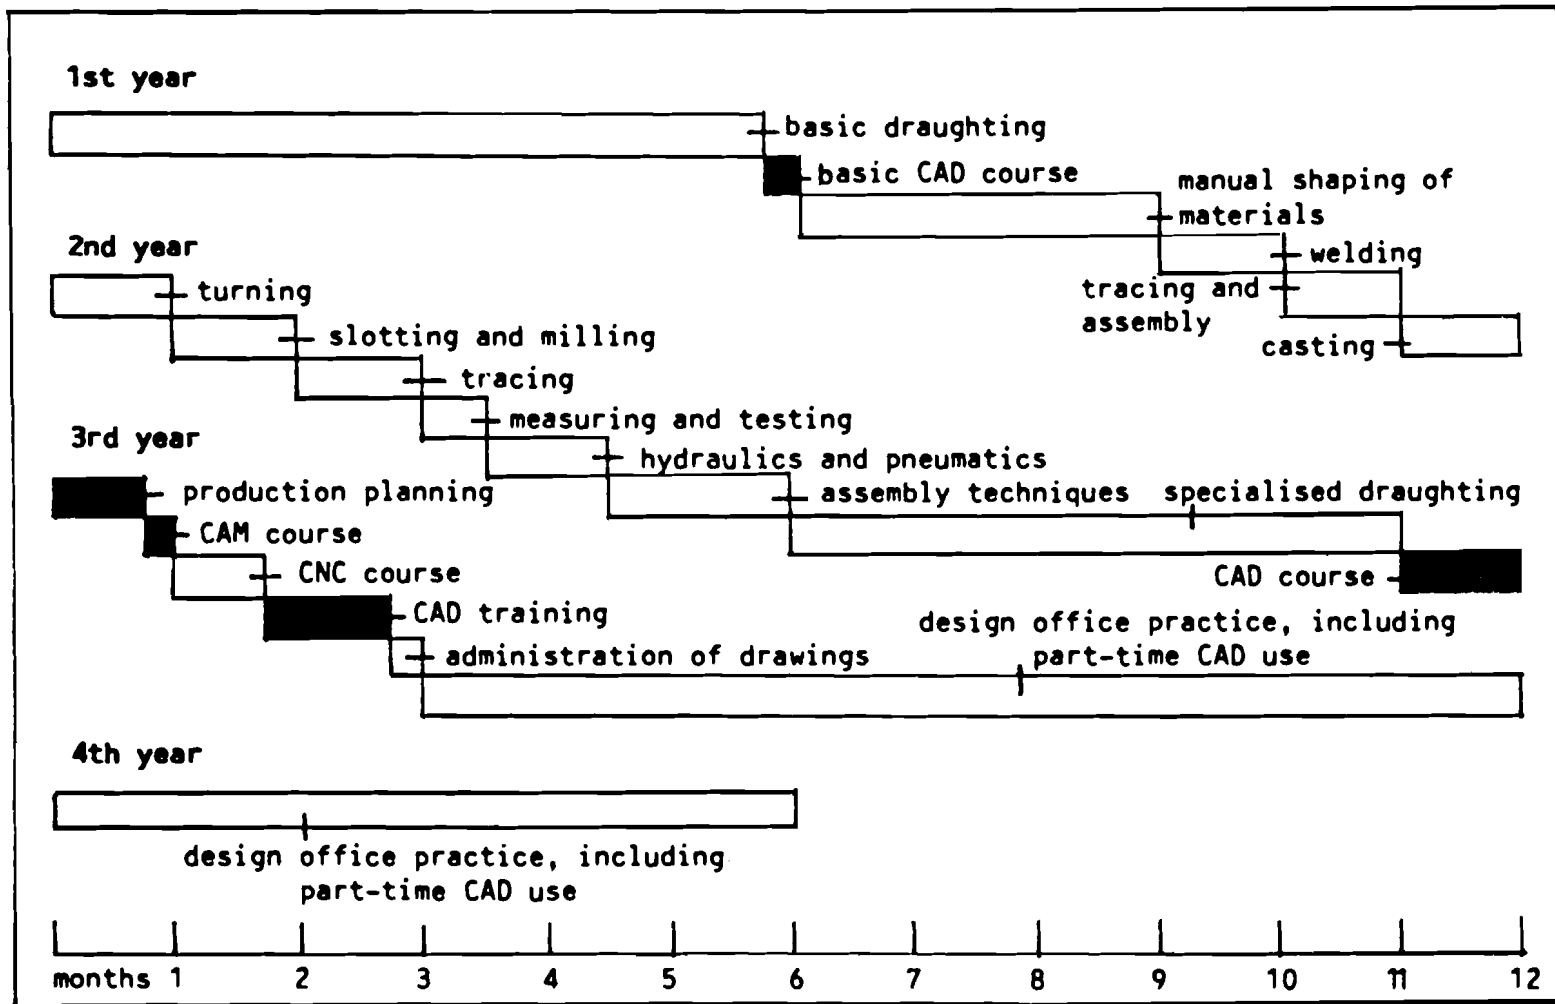 1st year
basic draughting
basic CAD course
manual shaping of
materials
welding
tracing and
assembly
casting
2nd year
turning
slotting and milling
tracing
measuring and testing
hydraulics and pneumatics
assembly techniques
specialised draughting
CAD course
3rd year
production planning
CAM course
CNC course
CAD training
administration of drawings
design office practice, including
part-time CAD use
4th year
design office practice, including
part-time CAD use
months 1 2 3 4 5 6 7 8 9 10 11 12